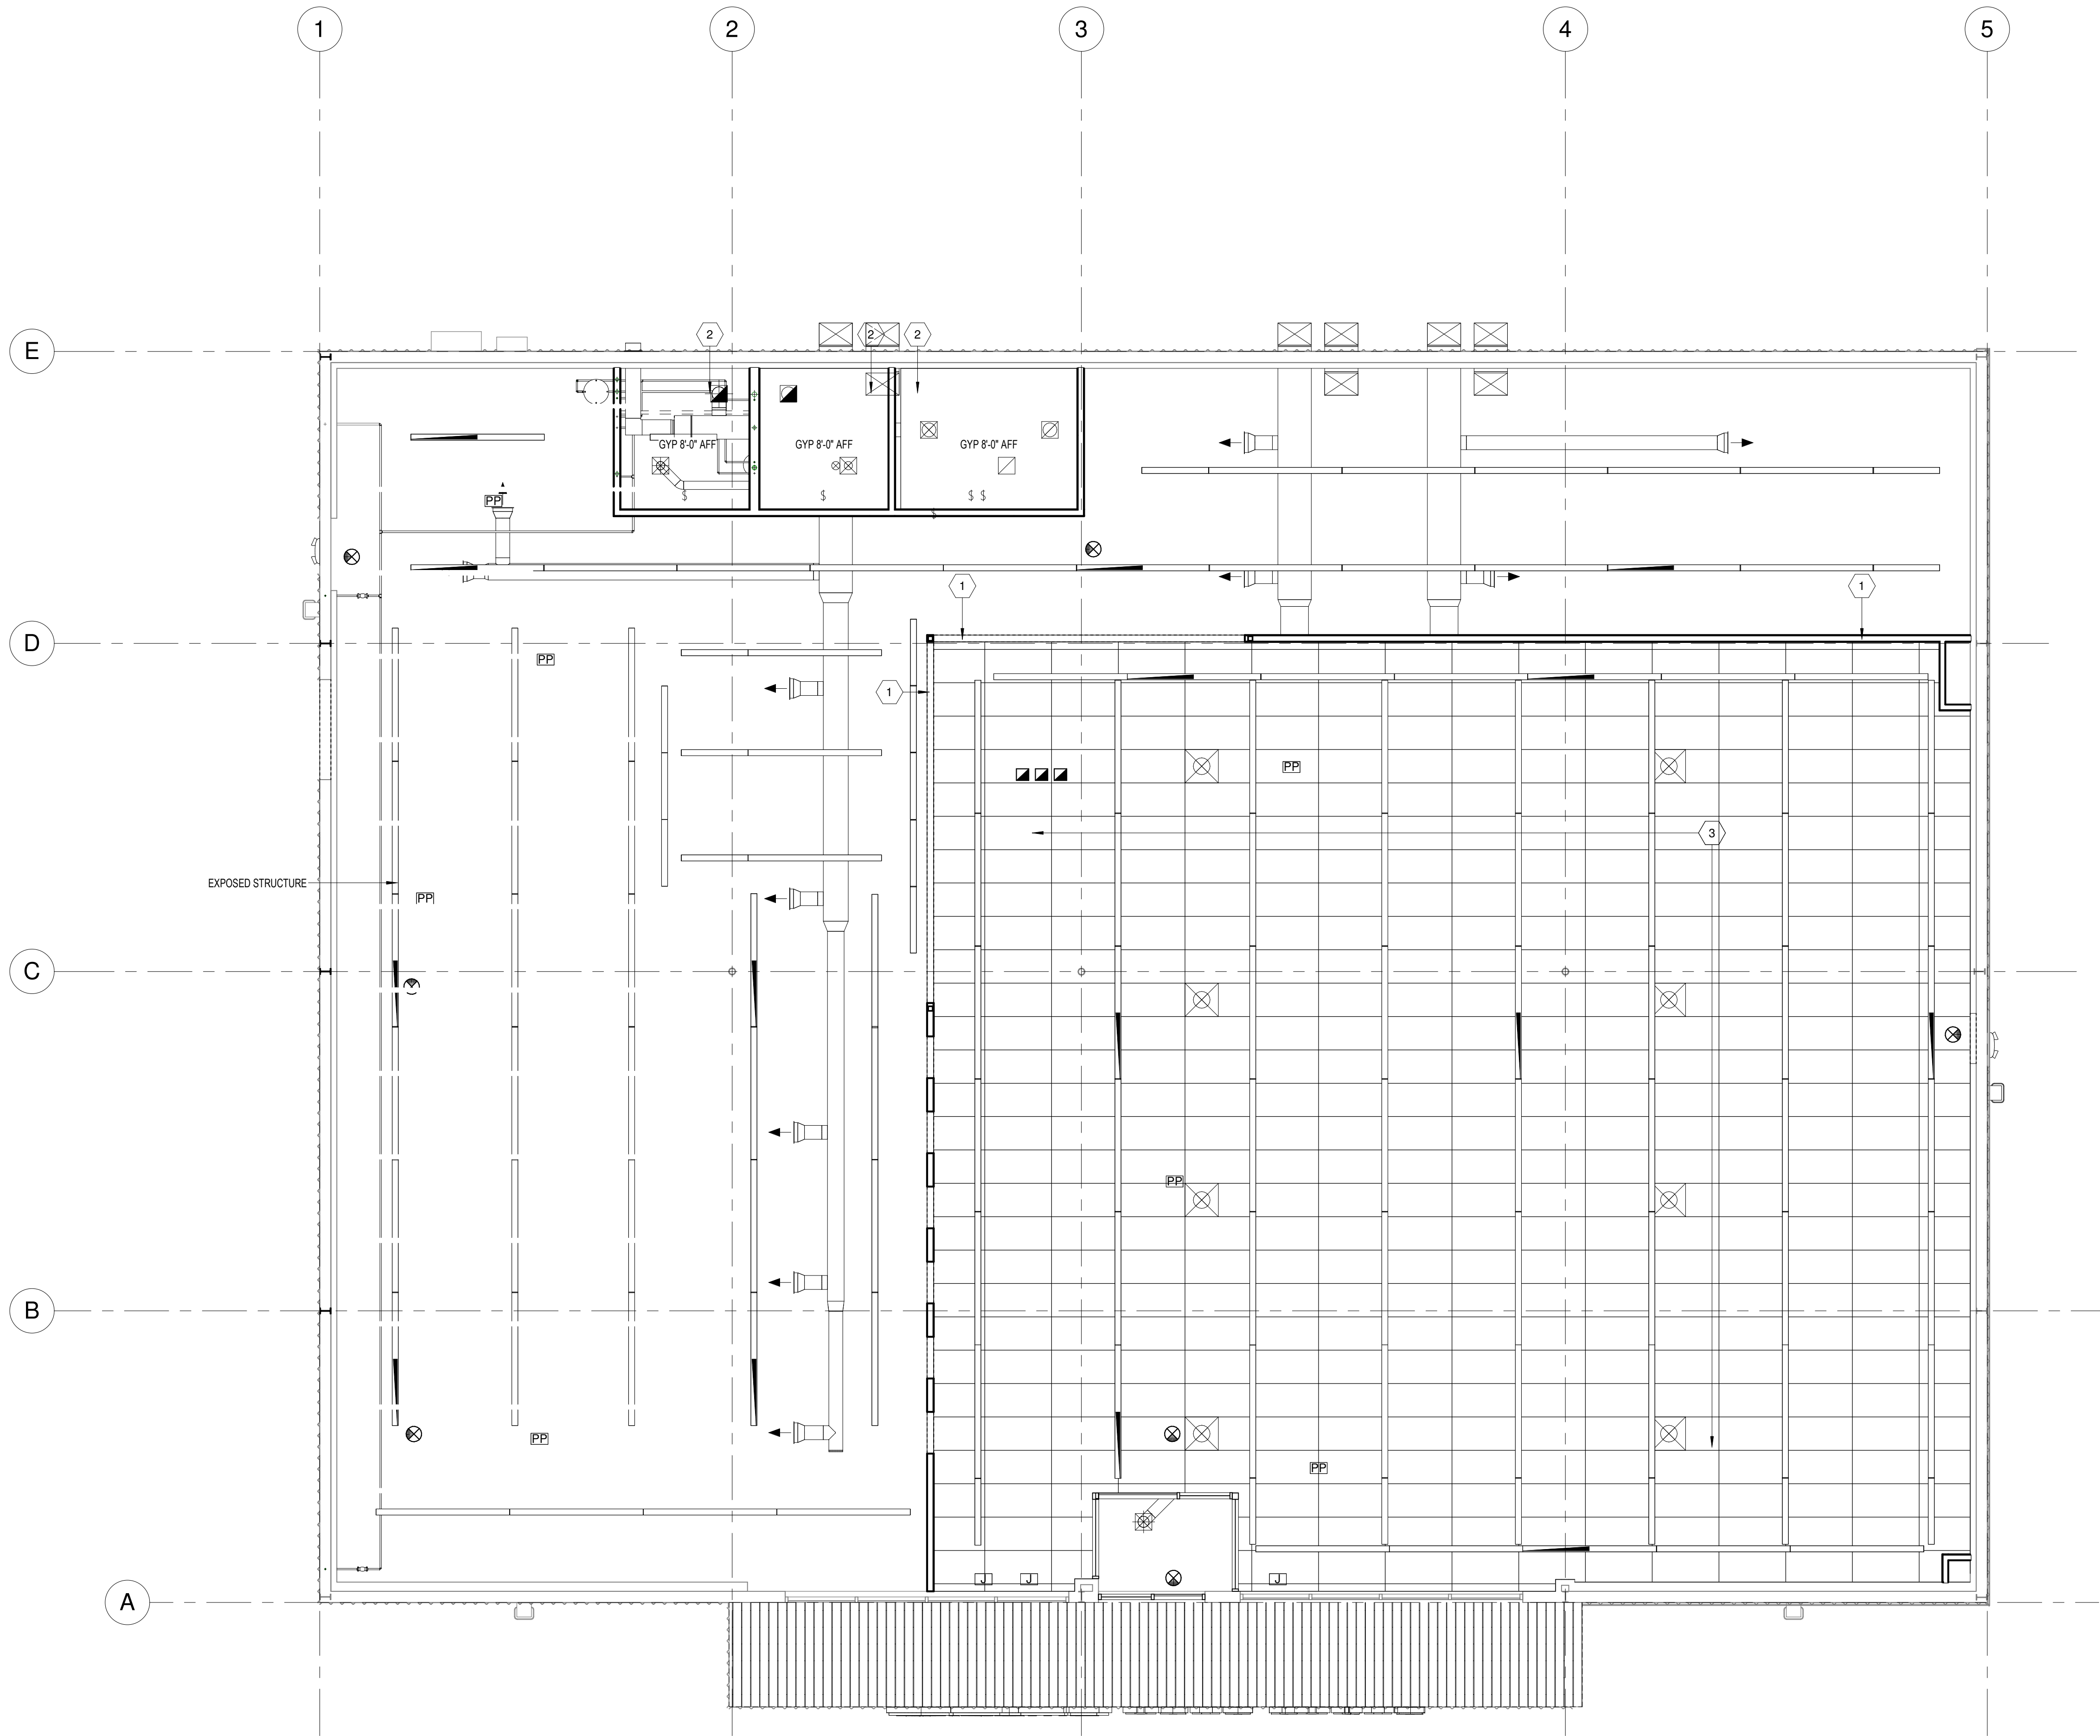 1 2 3 4 5
E
2 2 2
GYP 8'-0" AFF GYP 8'-0" AFF GYP 8'-0" AFF
$ $ $ $
PP
$
1 1
D
PP
1
PP
3
EXPOSED STRUCTURE
PP
C
PP
B
PP
PP
J J J
A